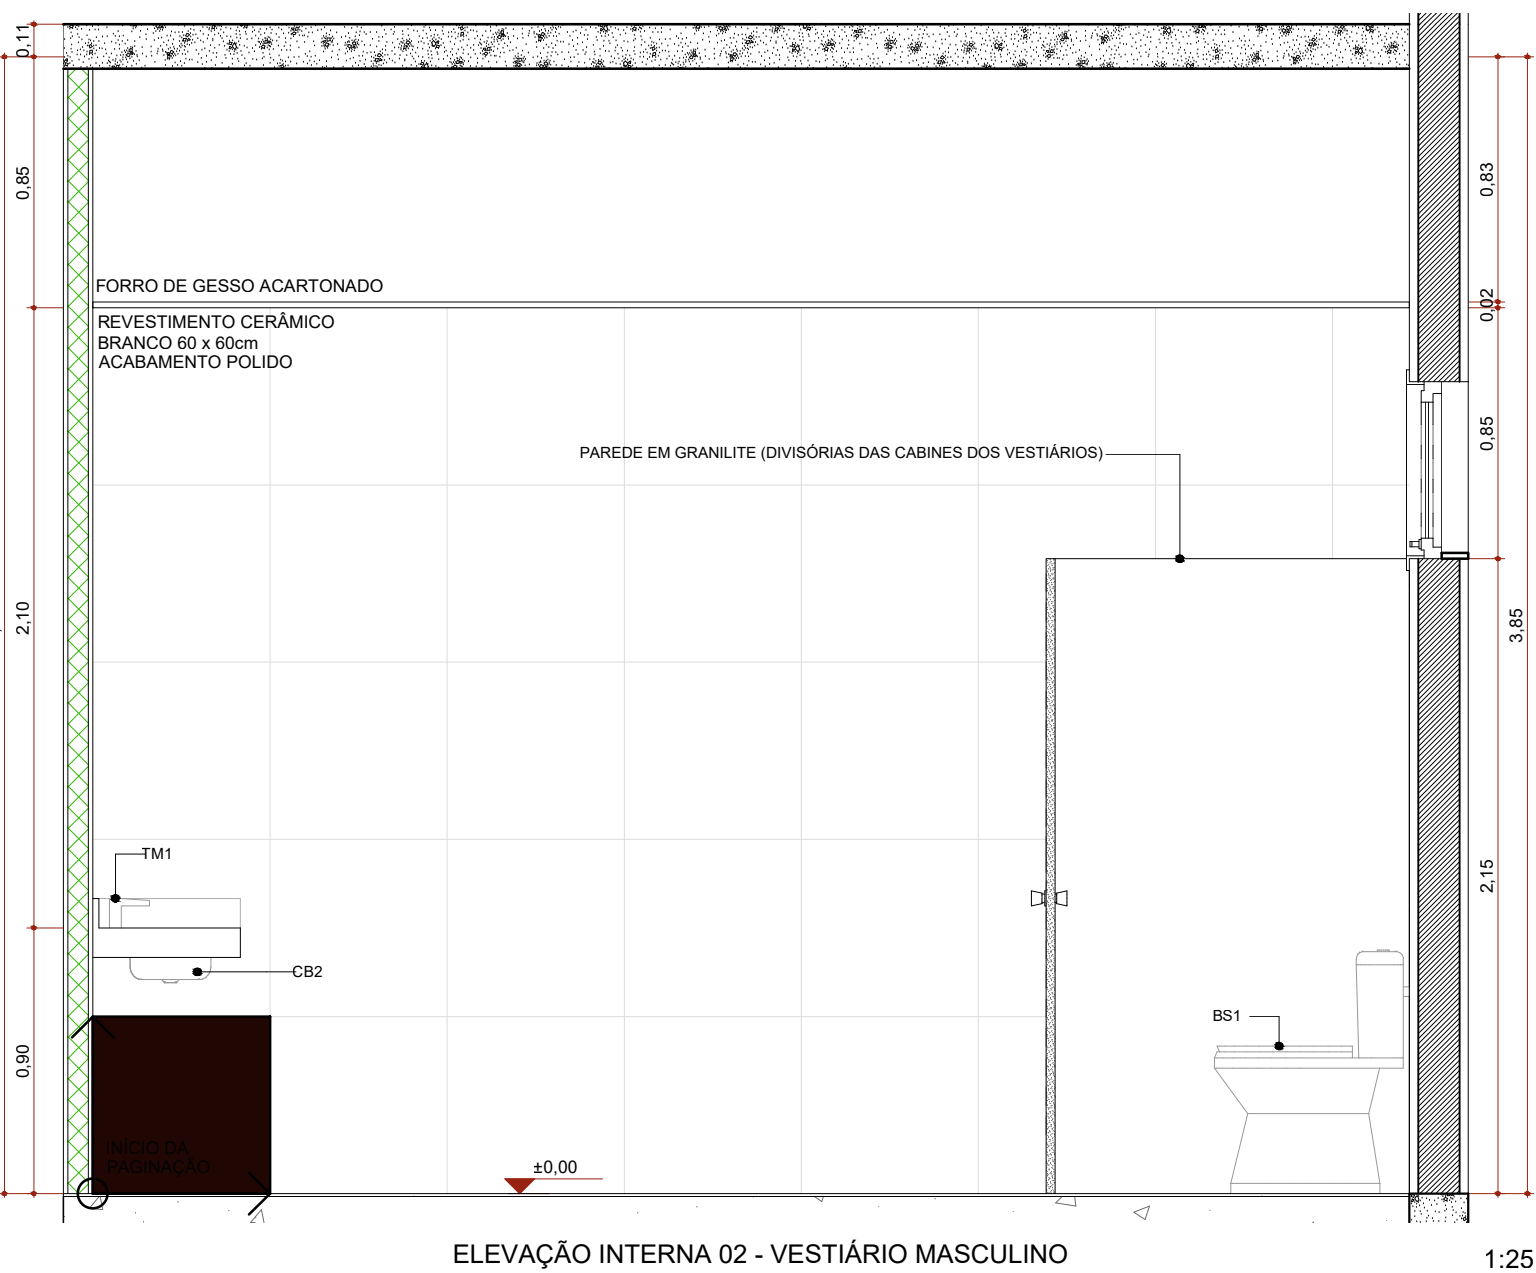 0,11
0,85
0,83
FORRO DE GESSO ACARTONADO
0,02
REVESTIMENTO CERÂMICO
BRANCO 60 x 60cm
ACABAMENTO POLIDO
PAREDE EM GRANILITE (DIVISÓRIAS DAS CABINES DOS VESTIÁRIOS)
0,85
2,10
3,85
TM1
2,15
CB2
BS1
0,90
INÍCIO DA
PAGINAÇÃO
±0,00
ELEVAÇÃO INTERNA 02 - VESTIÁRIO MASCULINO
1:25